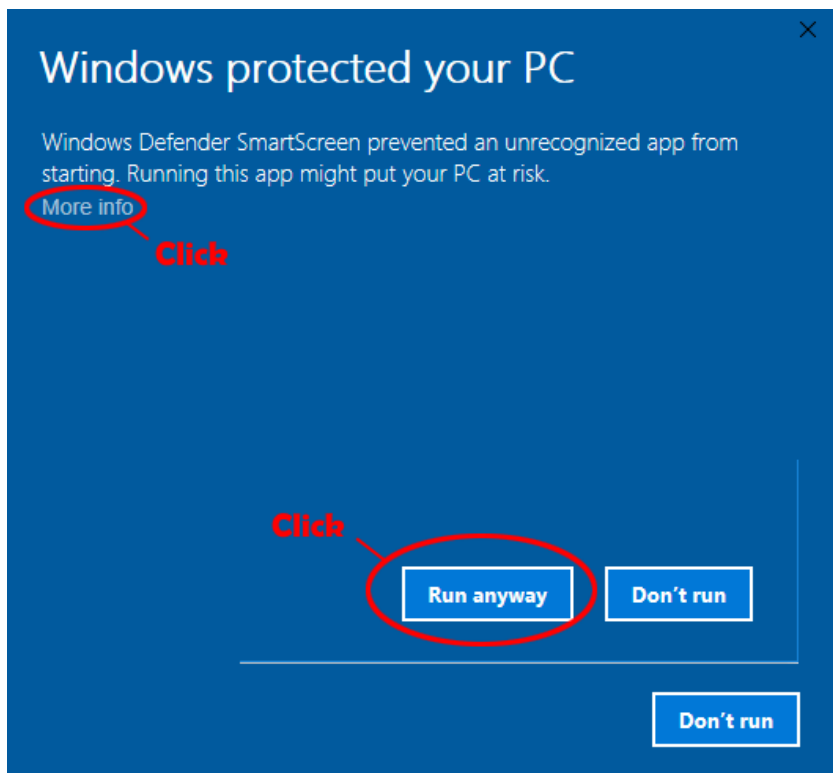 Windows protected your PC
Windows Defender SmartScreen prevented an unrecognized app from
starting. Running this app might put your PC at risk.
More info
Click
Click
Run anyway
Don't run
Don't run